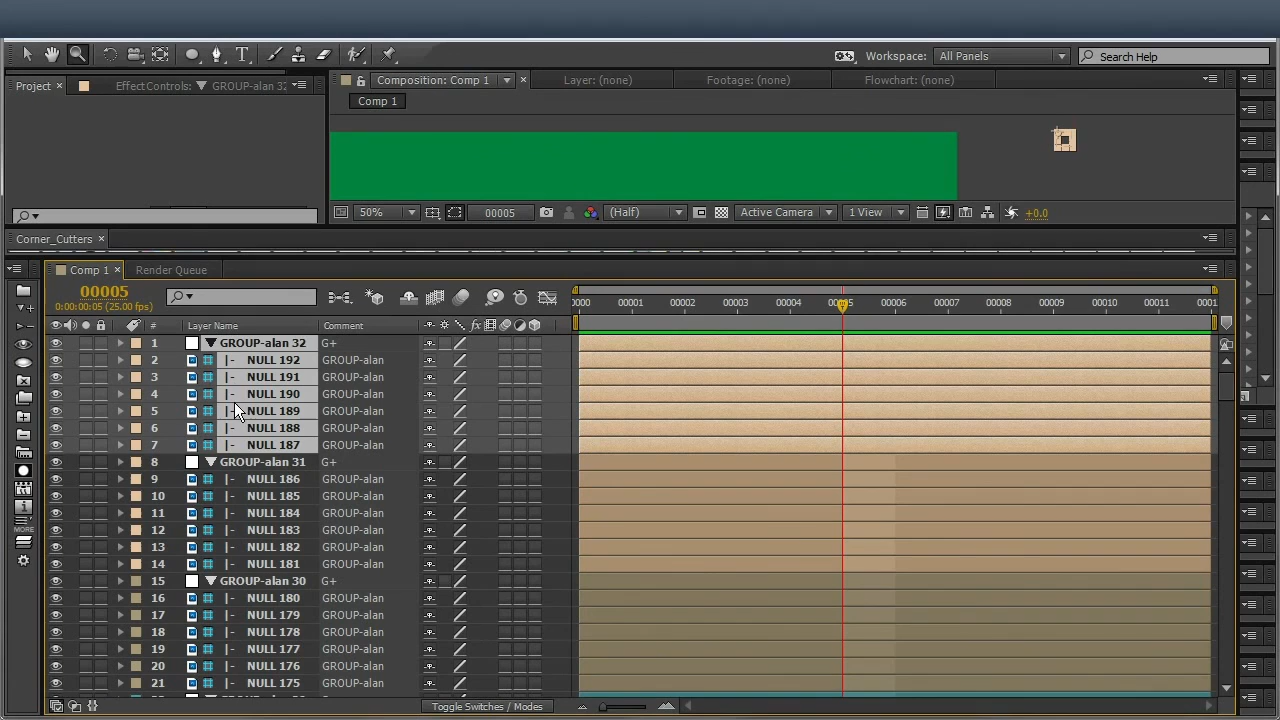 Workspace: All Panels Search Help
Project × Effect Controls: GROUP-alan 32
Composition: Comp 1 × Layer: (none) Footage: (none) Flowchart: (none)
Comp 1
50% 00005 (Half) Active Camera 1 View +0.0
Corner_Cutters ×
Comp 1 × Render Queue
00005
0:00:00:05 (25.00 fps)
0000 00001 00002 00003 00004 00005 00006 00007 00008 00009 00010 00011 0001
# Layer Name Comment
1 GROUP-alan 32 G+
2 |- NULL 192 GROUP-alan
3 |- NULL 191 GROUP-alan
4 |- NULL 190 GROUP-alan
5 |- NULL 189 GROUP-alan
6 |- NULL 188 GROUP-alan
7 |- NULL 187 GROUP-alan
8 GROUP-alan 31 G+
9 |- NULL 186 GROUP-alan
10 |- NULL 185 GROUP-alan
11 |- NULL 184 GROUP-alan
12 |- NULL 183 GROUP-alan
13 |- NULL 182 GROUP-alan
14 |- NULL 181 GROUP-alan
15 GROUP-alan 30 G+
16 |- NULL 180 GROUP-alan
17 |- NULL 179 GROUP-alan
18 |- NULL 178 GROUP-alan
19 |- NULL 177 GROUP-alan
20 |- NULL 176 GROUP-alan
21 |- NULL 175 GROUP-alan
MORE
Toggle Switches / Modes